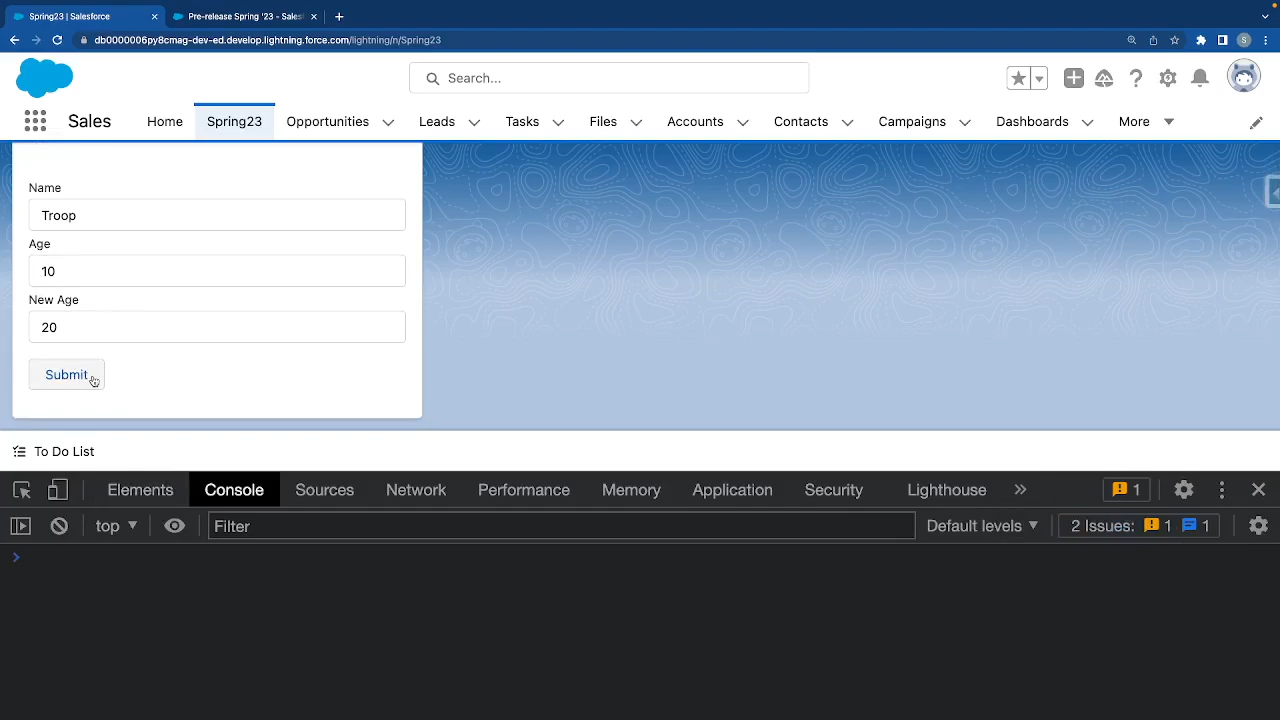 Spring23 | Salesforce
Pre-release Spring '23 - Sales
db0000006py8cmag-dev-ed.develop.lightning.force.com/lightning/n/Spring23
S
Search...
Sales
Home
Spring23
Opportunities
Leads
Tasks
Files
Accounts
Contacts
Campaigns
Dashboards
More
Name
Troop
Age
10
New Age
20
Submit
To Do List
Elements
Console
Sources
Network
Performance
Memory
Application
Security
Lighthouse
1
top
Filter
Default levels
2 Issues: 1 1